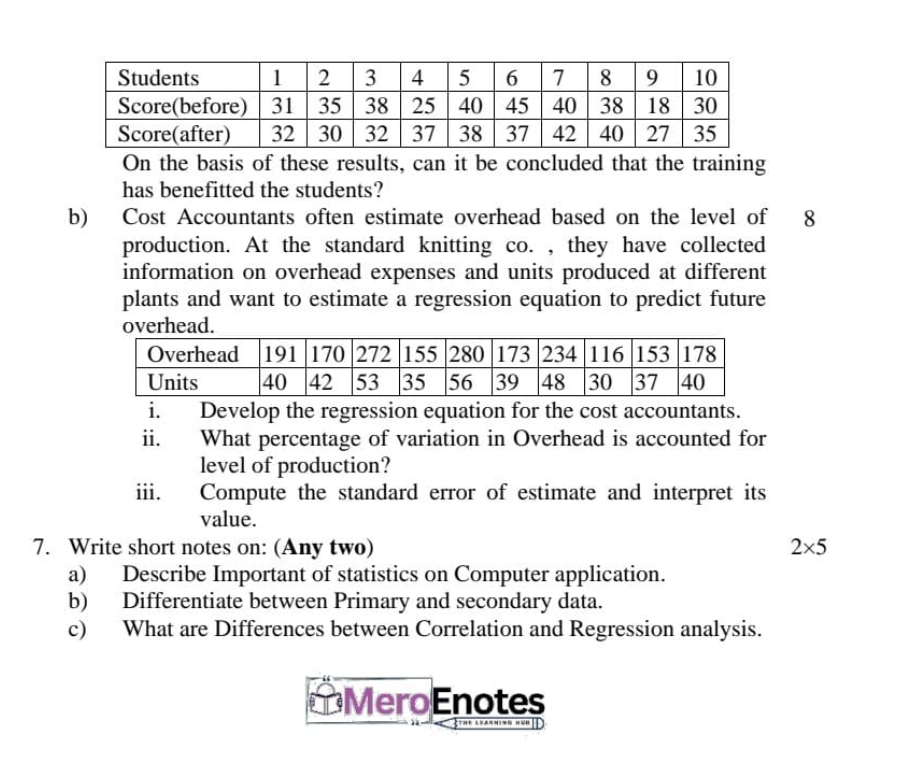 Students 1 2 3 4 5 6 7 8 9 10
Score(before) 31 35 38 25 40 45 40 38 18 30
Score(after) 32 30 32 37 38 37 42 40 27 35
On the basis of these results, can it be concluded that the training
has benefitted the students?
b) Cost Accountants often estimate overhead based on the level of 8
production. At the standard knitting co. , they have collected
information on overhead expenses and units produced at different
plants and want to estimate a regression equation to predict future
overhead.
Overhead 191 170 272 155 280 173 234 116 153 178
Units 40 42 53 35 56 39 48 30 37 40
i. Develop the regression equation for the cost accountants.
ii. What percentage of variation in Overhead is accounted for
level of production?
iii. Compute the standard error of estimate and interpret its
value.
7. Write short notes on: (Any two) 2×5
a) Describe Important of statistics on Computer application.
b) Differentiate between Primary and secondary data.
c) What are Differences between Correlation and Regression analysis.
MeroEnotes
THE LEARNING HUB